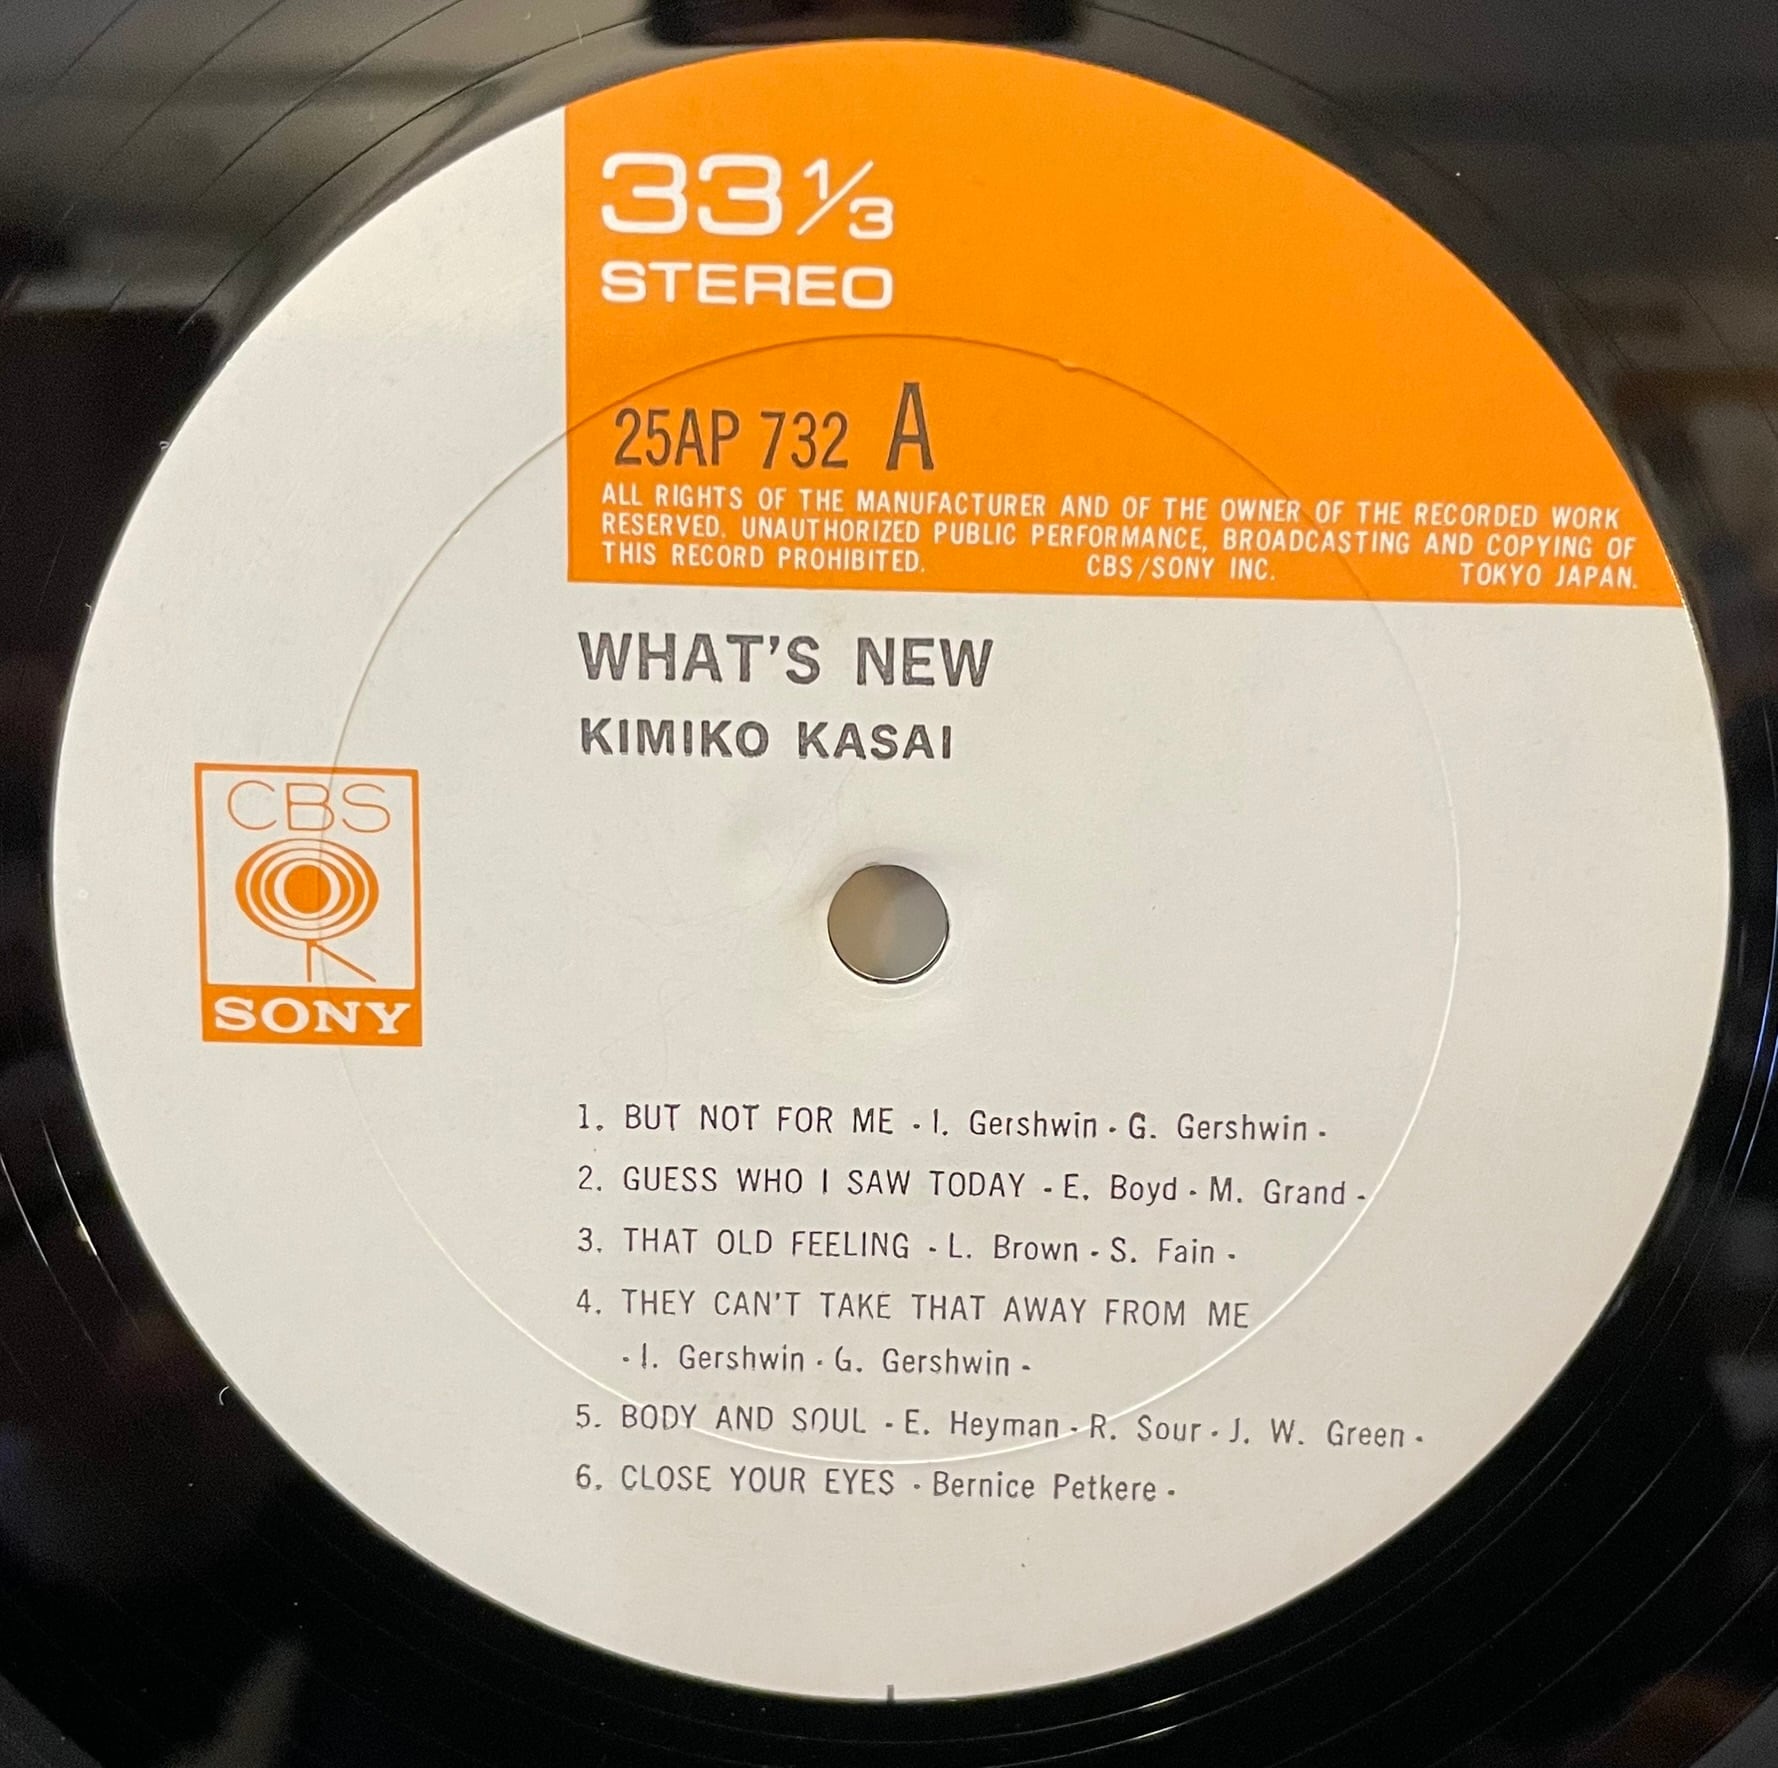 33 1/3
STEREO
25AP 732 A
ALL RIGHTS OF THE MANUFACTURER AND OF THE OWNER OF THE RECORDED WORK
RESERVED. UNAUTHORIZED PUBLIC PERFORMANCE, BROADCASTING AND COPYING OF
THIS RECORD PROHIBITED. CBS/SONY INC. TOKYO JAPAN.
WHAT'S NEW
KIMIKO KASAI
CBS
SONY
1. BUT NOT FOR ME - I. Gershwin - G. Gershwin -
2. GUESS WHO I SAW TODAY - E. Boyd - M. Grand -
3. THAT OLD FEELING - L. Brown - S. Fain -
4. THEY CAN'T TAKE THAT AWAY FROM ME
- I. Gershwin - G. Gershwin -
5. BODY AND SOUL - E. Heyman - R. Sour - J. W. Green -
6. CLOSE YOUR EYES - Bernice Petkere -